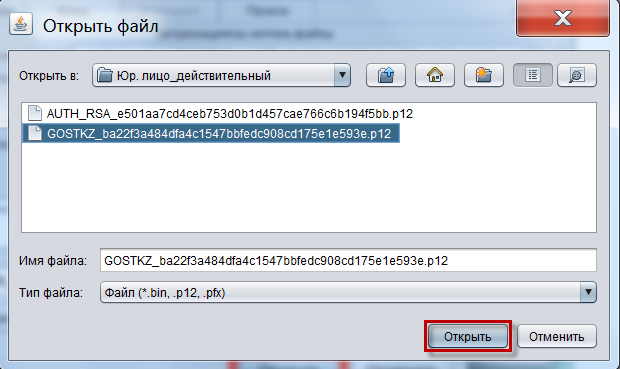 Открыть файл
Открыть в: Юр. лицо_действительный
AUTH_RSA_e501aa7cd4ceb753d0b1d457cae766c6b194f5bb.p12
GOSTKZ_ba22f3a484dfa4c1547bbfedc908cd175e1e593e.p12
Имя файла: GOSTKZ_ba22f3a484dfa4c1547bbfedc908cd175e1e593e.p12
Тип файла: Файл (*.bin, .p12, .pfx)
Открыть Отменить